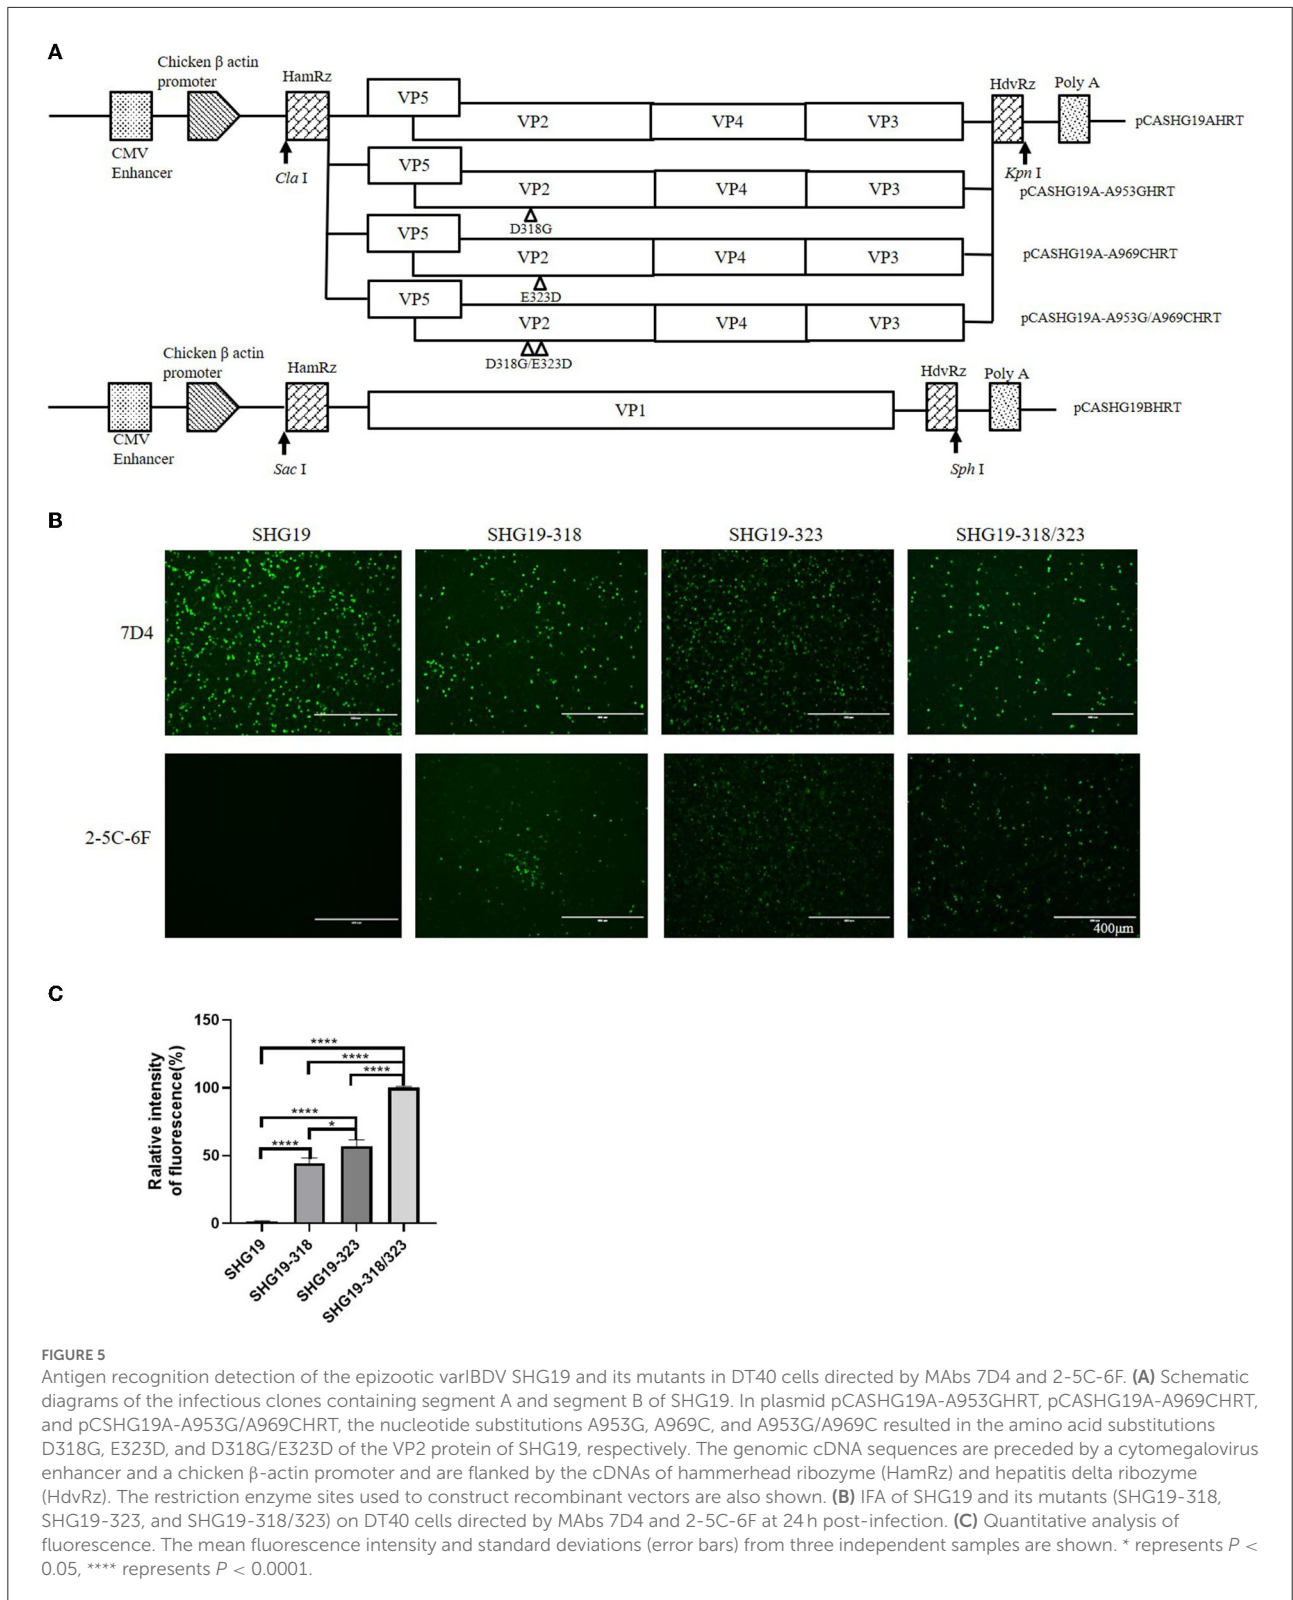 A
Chicken β actin
promoter
HamRz
VP5
VP2
VP4
VP3
HdvRz
Poly A
pCASHG19AHRT
CMV
Enhancer
Cla I
Kpn I
VP5
VP2
VP4
VP3
pCASHG19A-A953GHRT
D318G
VP5
VP2
VP4
VP3
pCASHG19A-A969CHRT
E323D
VP5
VP2
VP4
VP3
pCASHG19A-A953G/A969CHRT
D318G/E323D
Chicken β actin
promoter
HamRz
VP1
HdvRz
Poly A
pCASHG19BHRT
CMV
Enhancer
Sac I
Sph I
B
SHG19
SHG19-318
SHG19-323
SHG19-318/323
7D4
2-5C-6F
400μm
C
Ralative intensity
of fluorescence(%)
150
100
50
0
****
****
****
****
*
****
SHG19
SHG19-318
SHG19-323
SHG19-318/323
FIGURE 5
Antigen recognition detection of the epizootic varIBDV SHG19 and its mutants in DT40 cells directed by MAbs 7D4 and 2-5C-6F. (A) Schematic
diagrams of the infectious clones containing segment A and segment B of SHG19. In plasmid pCASHG19A-A953GHRT, pCASHG19A-A969CHRT,
and pCSHG19A-A953G/A969CHRT, the nucleotide substitutions A953G, A969C, and A953G/A969C resulted in the amino acid substitutions
D318G, E323D, and D318G/E323D of the VP2 protein of SHG19, respectively. The genomic cDNA sequences are preceded by a cytomegalovirus
enhancer and a chicken β-actin promoter and are flanked by the cDNAs of hammerhead ribozyme (HamRz) and hepatitis delta ribozyme
(HdvRz). The restriction enzyme sites used to construct recombinant vectors are also shown. (B) IFA of SHG19 and its mutants (SHG19-318,
SHG19-323, and SHG19-318/323) on DT40 cells directed by MAbs 7D4 and 2-5C-6F at 24 h post-infection. (C) Quantitative analysis of
fluorescence. The mean fluorescence intensity and standard deviations (error bars) from three independent samples are shown. * represents P <
0.05, **** represents P < 0.0001.